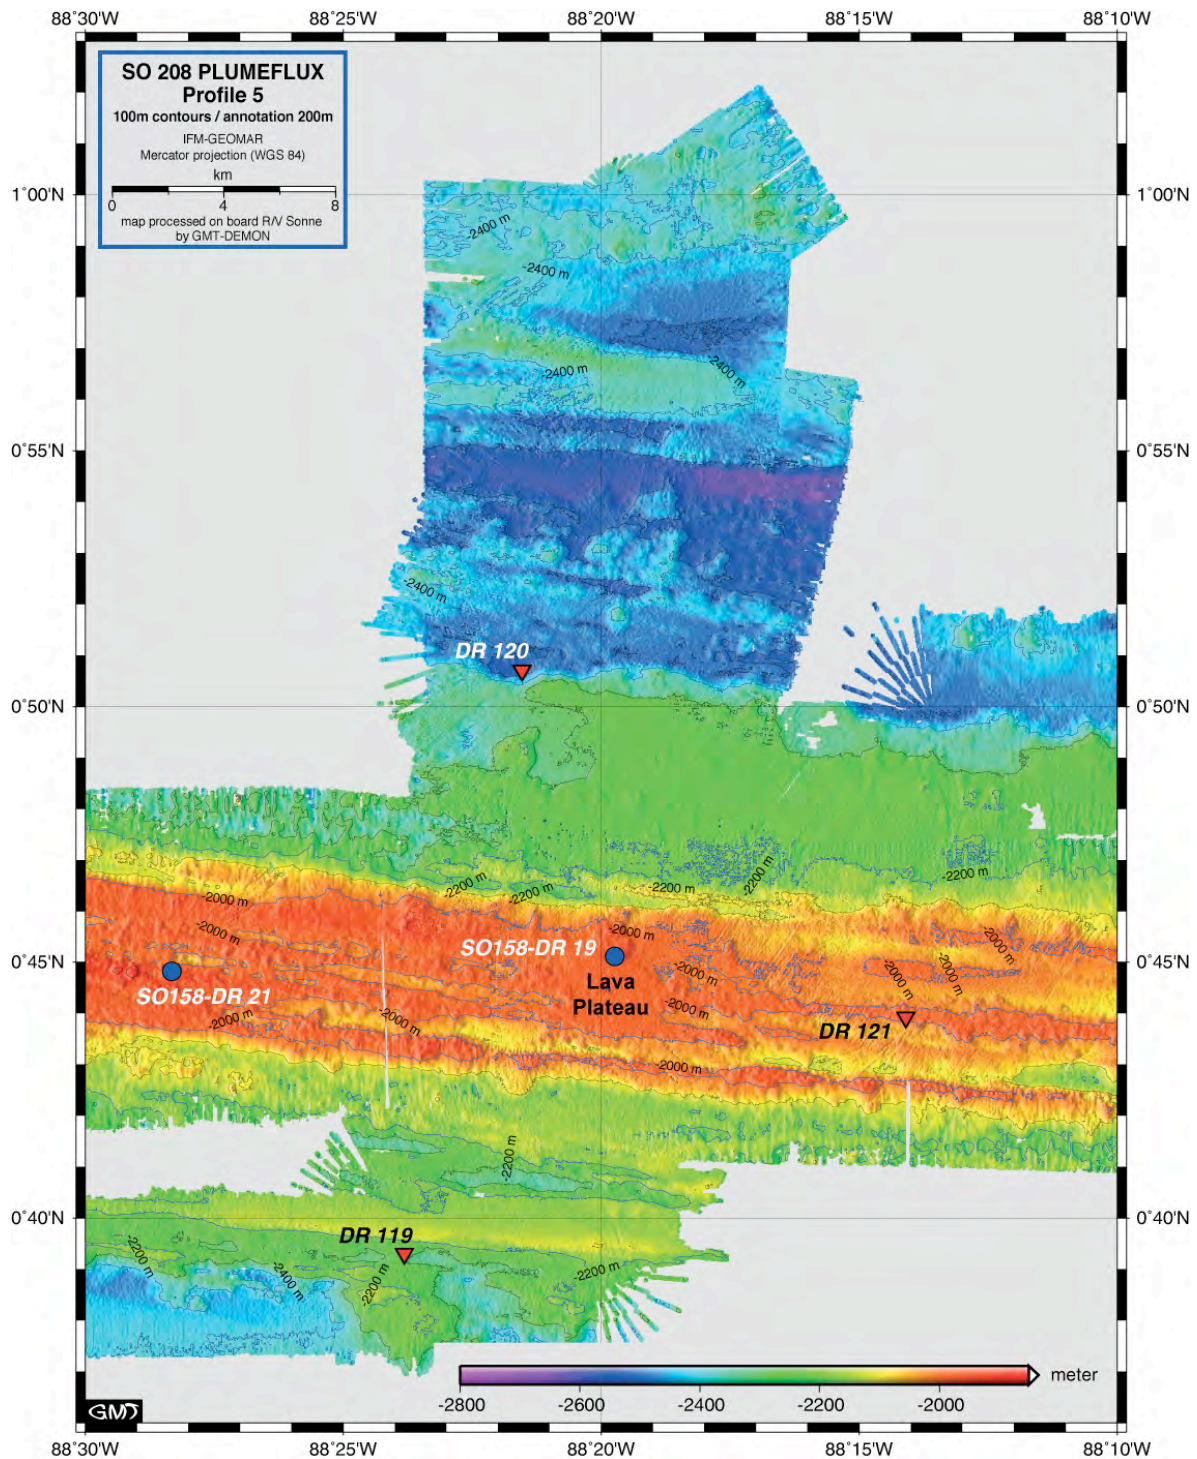 88˚30'W 88˚25'W 88˚20'W 88˚15'W 88˚10'W
SO 208 PLUMEFLUX
Profile 5
100m contours / annotation 200m
IFM-GEOMAR
Mercator projection (WGS 84)
km
0 4 8
map processed on board R/V Sonne
by GMT-DEMON
1˚00'N 1˚00'N
-2400 m
-2400 m
-2400 m
-2400 m
0˚55'N 0˚55'N
-2400 m
DR 120
0˚50'N 0˚50'N
-2200 m
-2200 m
-2200 m
-2200 m
-2200 m
-2000 m
-2000 m
-2000 m
-2000 m
SO158-DR 19
0˚45'N 0˚45'N
-2000 m
-2000 m
-2000 m
Lava
Plateau
SO158-DR 21
-2000 m
-2000 m
-2000 m
DR 121
-2000 m
-2200 m
0˚40'N 0˚40'N
DR 119
-2200 m
-2400 m
-2200 m
-2200 m
meter
-2800 -2600 -2400 -2200 -2000
GMT
88˚30'W 88˚25'W 88˚20'W 88˚15'W 88˚10'W